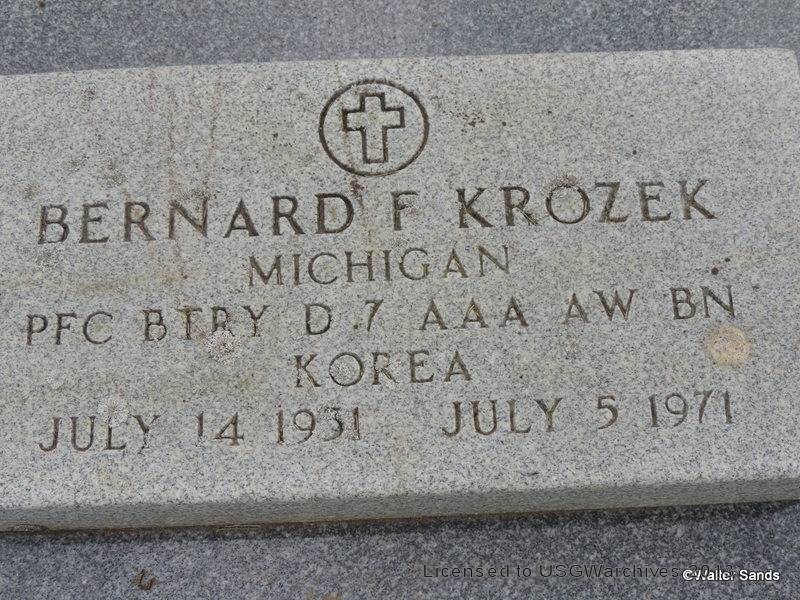 BERNARD F KROZEK
MICHIGAN
PFC BTRY D 7 AAA AW BN
KOREA
JULY 14 1931 JULY 5 1971
Licensed to USGWarchives
©Walter Sands